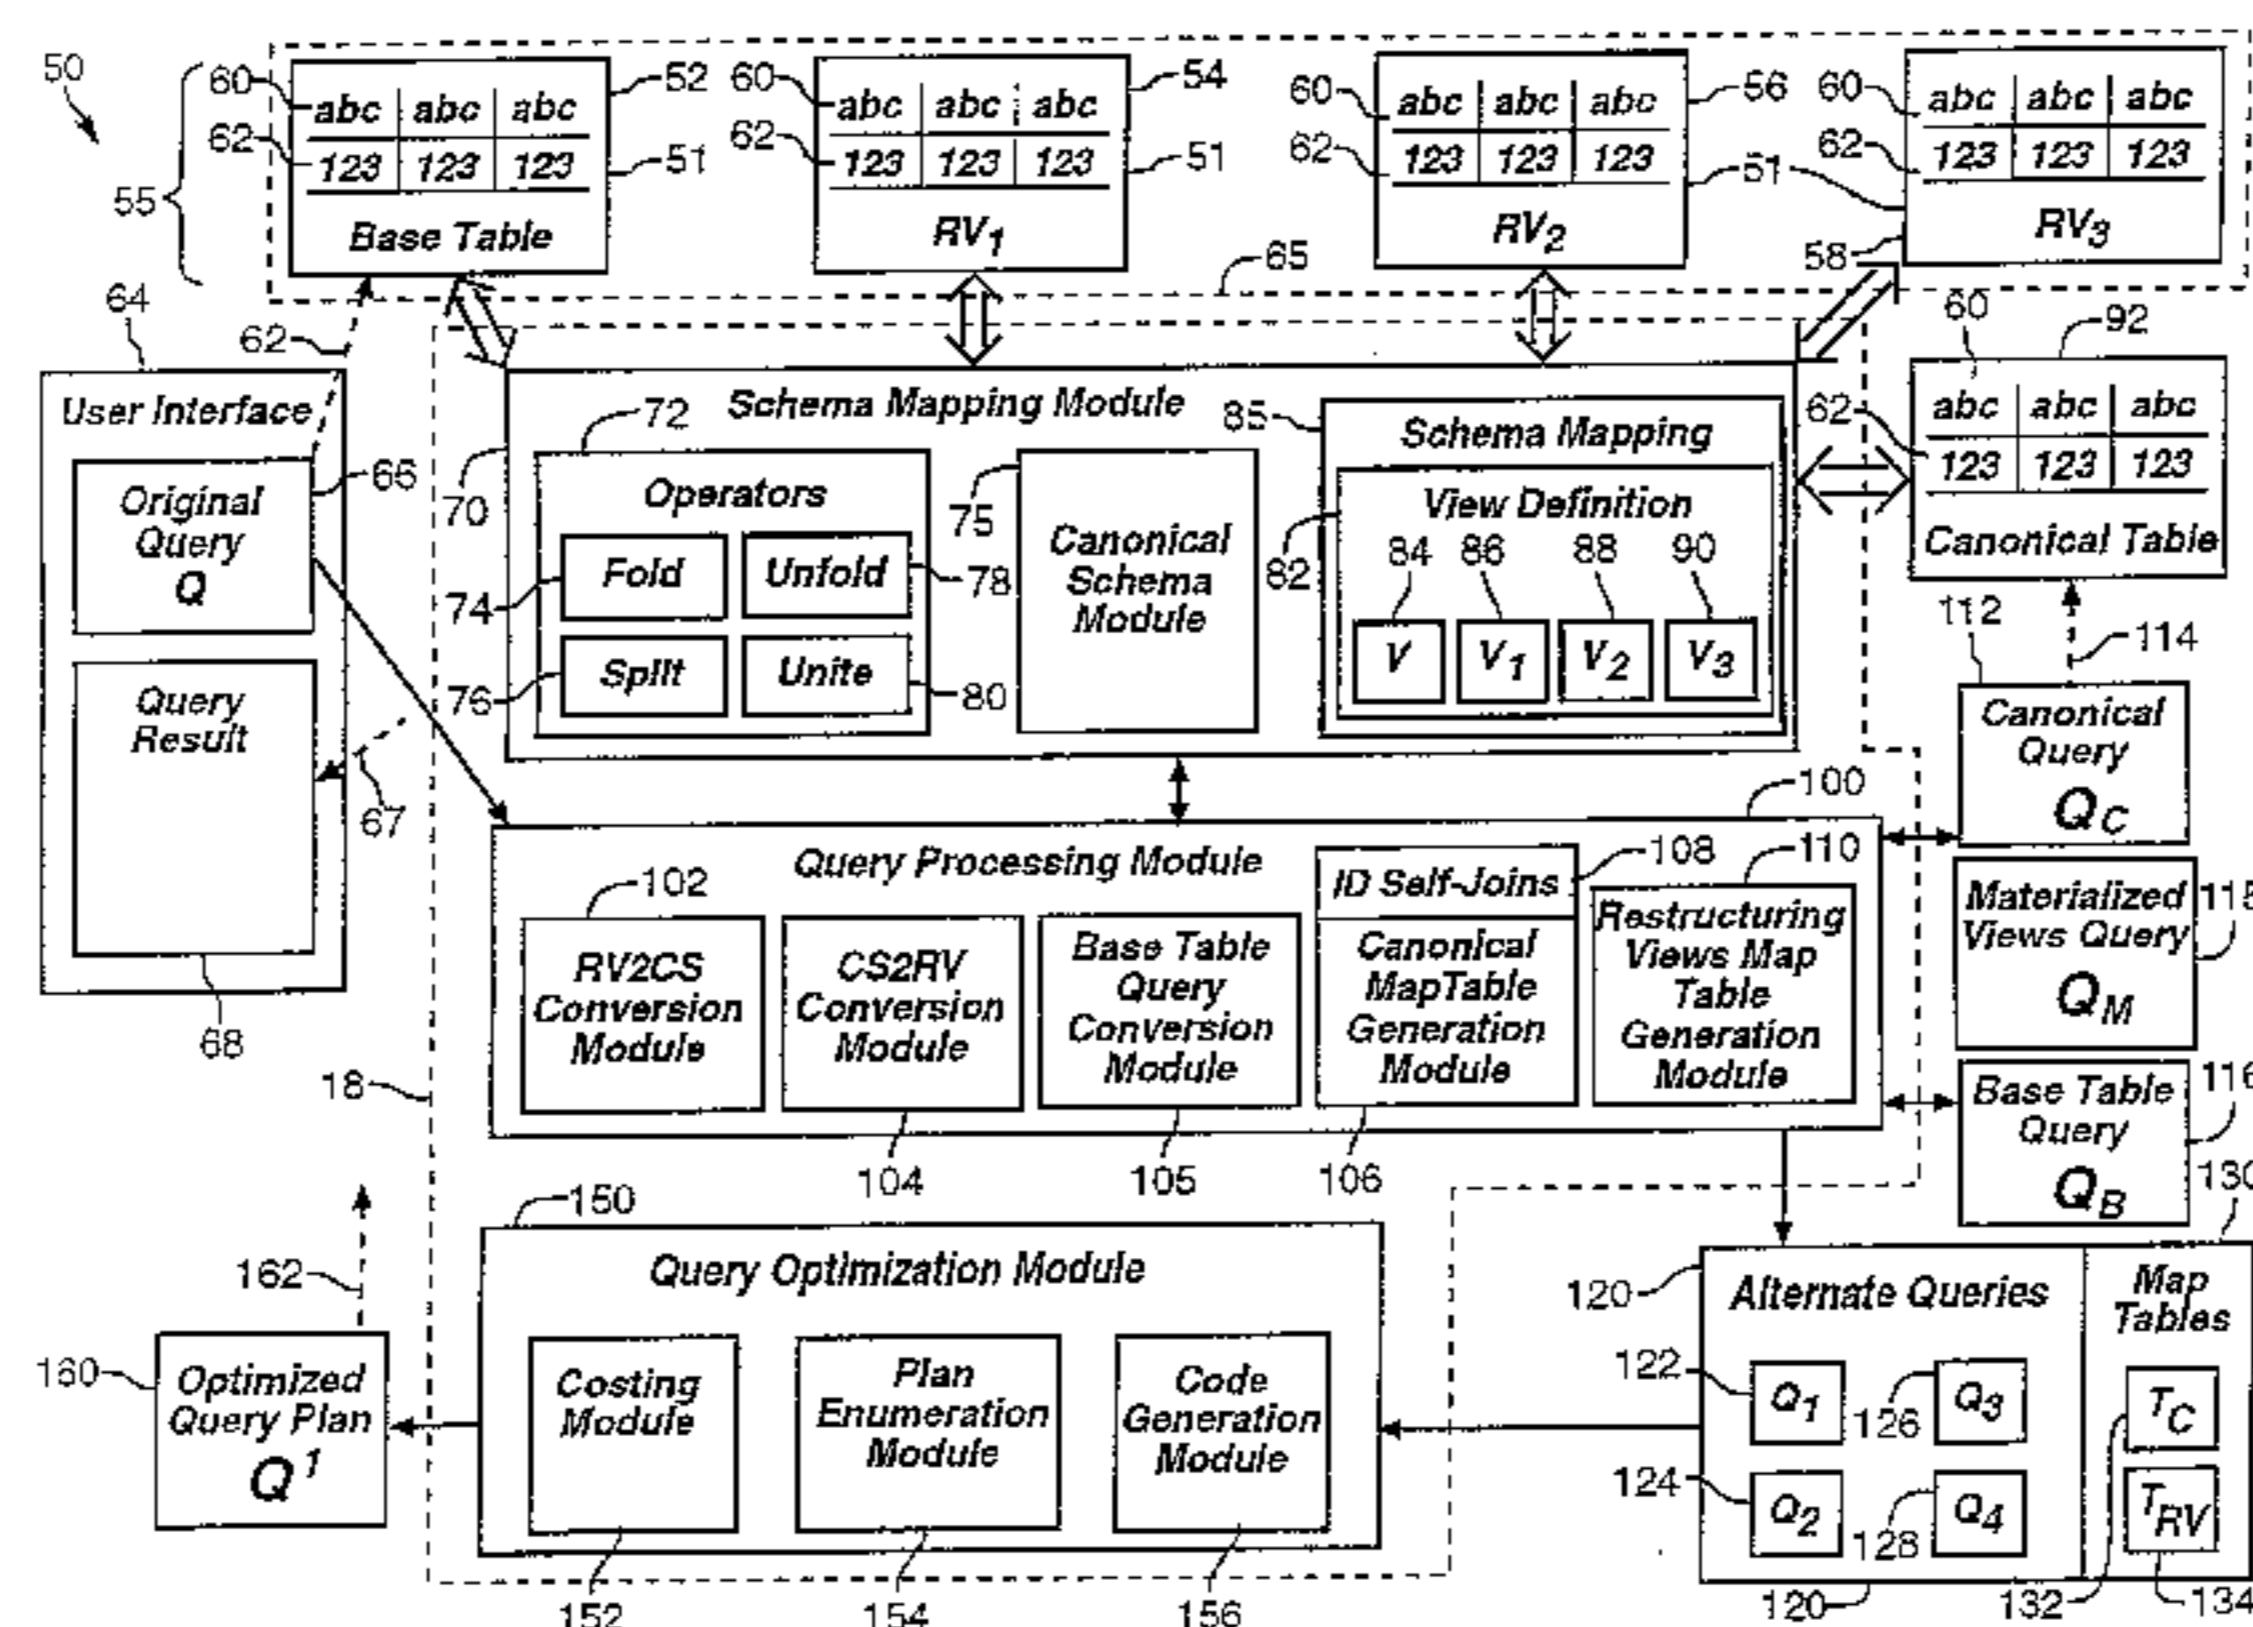 50
55
60
62
abc abc abc
123 123 123
Base Table
52
51
60
62
abc abc abc
123 123 123
RV1
54
51
60
62
abc abc abc
123 123 123
RV2
56
51
60
62
abc abc abc
123 123 123
RV3
58
65
64
62
User Interface
Original
Query
Q
66
Query
Result
67
68
18
Schema Mapping Module
70
72
Operators
Fold
Unfold
Split
Unite
74
78
76
80
75
Canonical
Schema
Module
85
Schema Mapping
82
View Definition
84 86 88 90
V V1 V2 V3
60
92
62
abc abc abc
123 123 123
Canonical Table
112
114
Canonical
Query
QC
Materialized
Views Query
QM
115
Base Table
Query
QB
116
100
Query Processing Module
102
RV2CS
Conversion
Module
CS2RV
Conversion
Module
104
Base Table
Query
Conversion
Module
105
ID Self-Joins
108
Canonical
MapTable
Generation
Module
106
110
Restructuring
Views Map
Table
Generation
Module
150
Query Optimization Module
Costing
Module
152
Plan
Enumeration
Module
154
Code
Generation
Module
156
162
160
Optimized
Query Plan
Q1
120
Alternate Queries
122
Q1
126
Q3
124
Q2
128
Q4
120
130
Map
Tables
TC
TRV
132
134